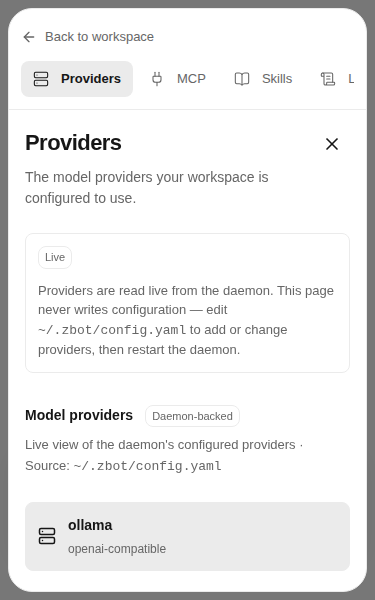 Back to workspace
Providers MCP Skills L
Providers
The model providers your workspace is
configured to use.
Live
Providers are read live from the daemon. This page
never writes configuration — edit
~/.zbot/config.yaml to add or change
providers, then restart the daemon.
Model providers Daemon-backed
Live view of the daemon's configured providers ·
Source: ~/.zbot/config.yaml
ollama
openai-compatible